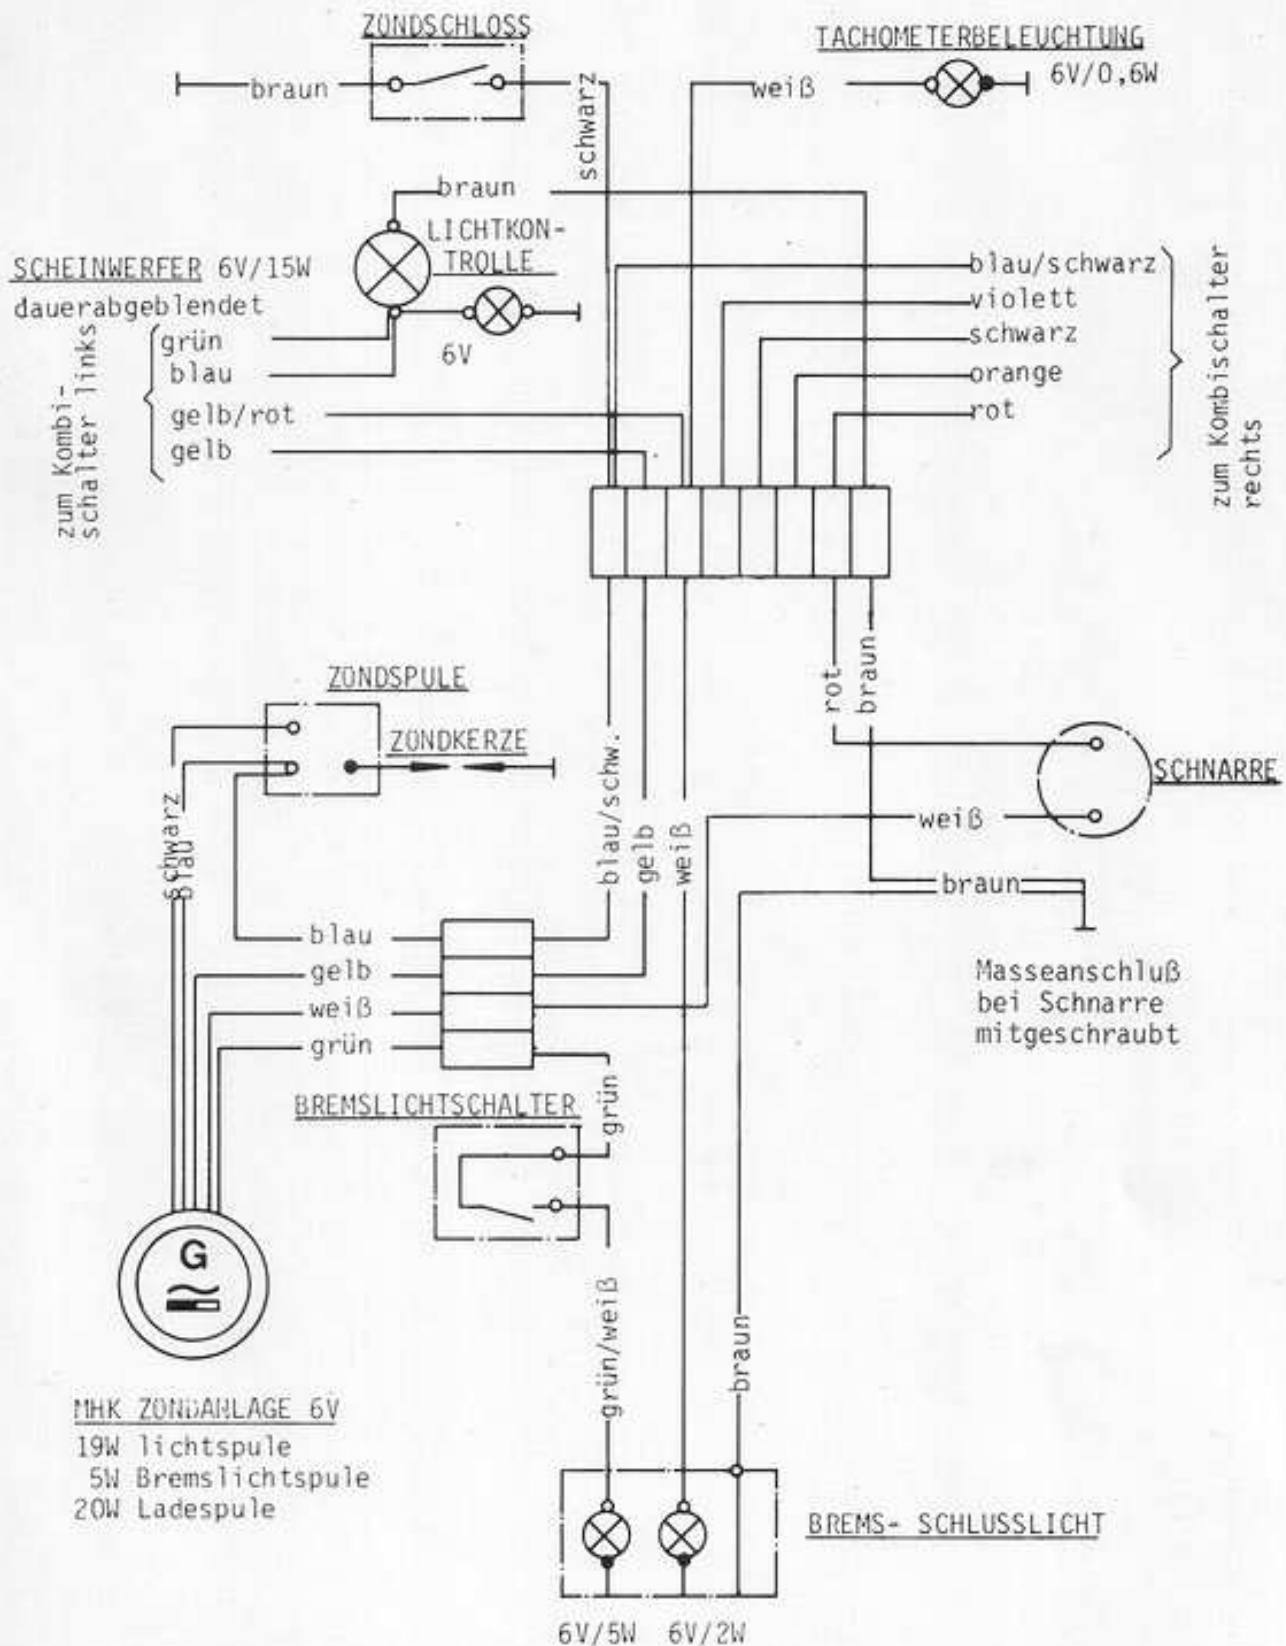 ZÜNDSCHLOSS
TACHOMETERBELEUCHTUNG
6V/0,6W
braun
schwarz
weiß
braun
LICHTKON-
TROLLE
SCHEINWERFER 6V/15W
dauerabgeblendet
6V
zum Kombi-
schalter links
grün
blau
gelb/rot
gelb
blau/schwarz
violett
schwarz
orange
rot
zum Kombischalter
rechts
ZÜNDSPULE
ZÜNDKERZE
rot
braun
SCHNARRE
schwarz
blau
blau/schw.
gelb
weiß
weiß
braun
blau
gelb
weiß
grün
Masseanschluß
bei Schnarre
mitgeschraubt
BREMSLICHTSCHALTER
grün
G
grün/weiß
braun
MHK ZÜNDANLAGE 6V
19W lichtspule
5W Bremslichtspule
20W Ladespule
BREMS- SCHLUSSLICHT
6V/5W 6V/2W